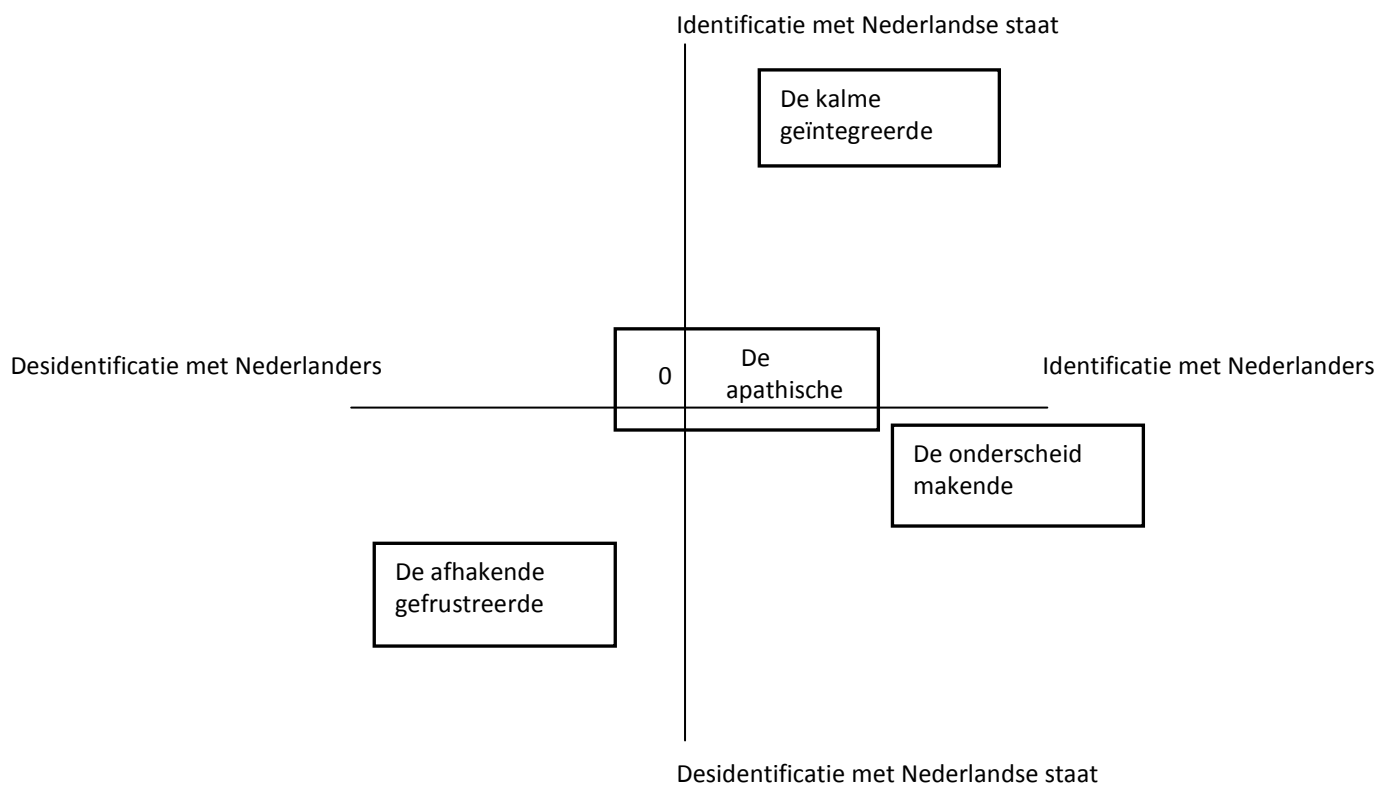 Identificatie met Nederlandse staat
De kalme
geïntegreerde
Desidentificatie met Nederlanders
0
De
apathische
Identificatie met Nederlanders
De onderscheid
makende
De afhakende
gefrustreerde
Desidentificatie met Nederlandse staat